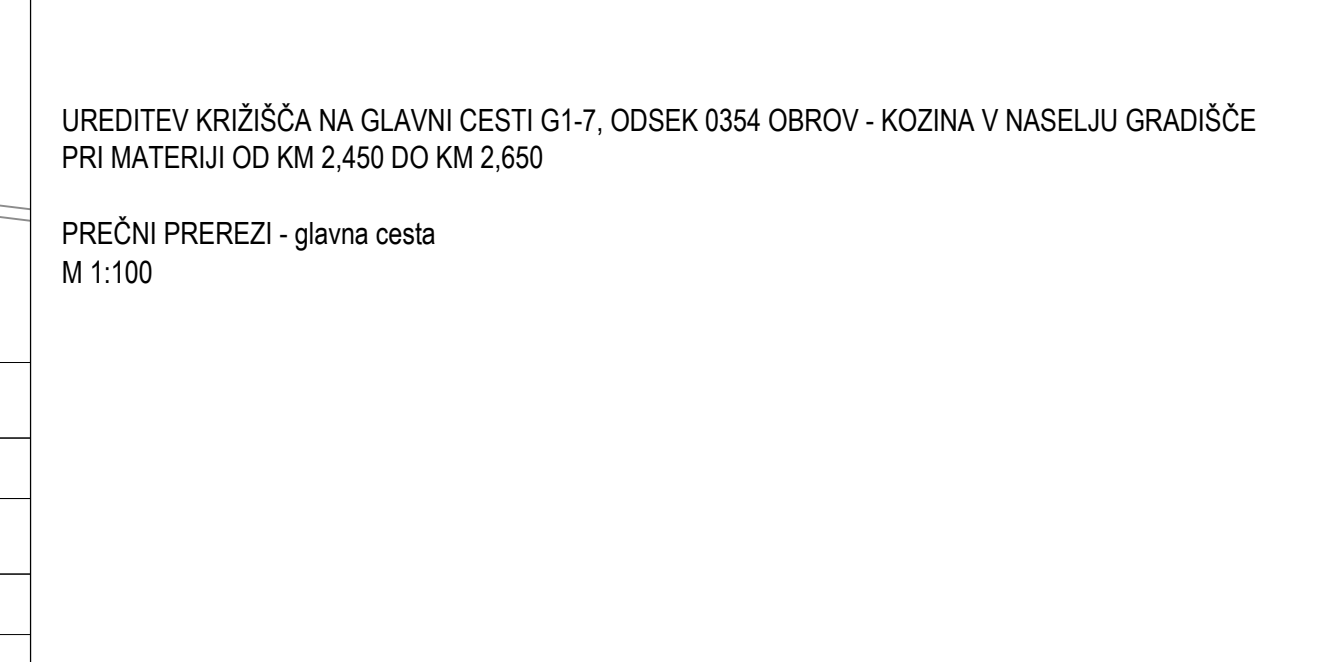 UREDITEV KRIŽIŠČA NA GLAVNI CESTI G1-7, ODSEK 0354 OBROV - KOZINA V NASELJU GRADIŠČE
PRI MATERIJI OD KM 2,450 DO KM 2,650
PREČNI PREREZI - glavna cesta
M 1:100